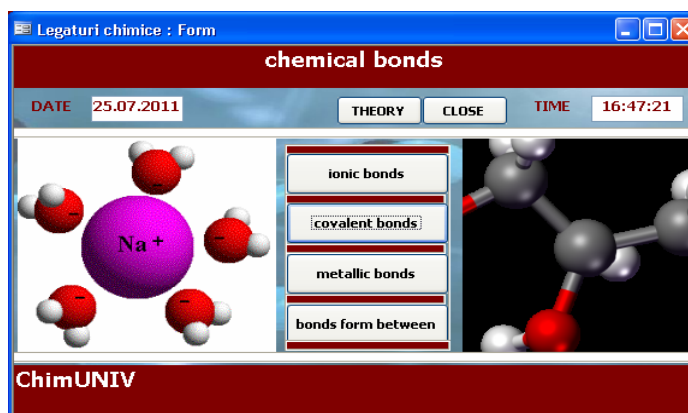 Legaturi chimice : Form
chemical bonds
DATE 25.07.2011 THEORY CLOSE TIME 16:47:21
ionic bonds
covalent bonds
Na +
metallic bonds
bonds form between
ChimUNIV